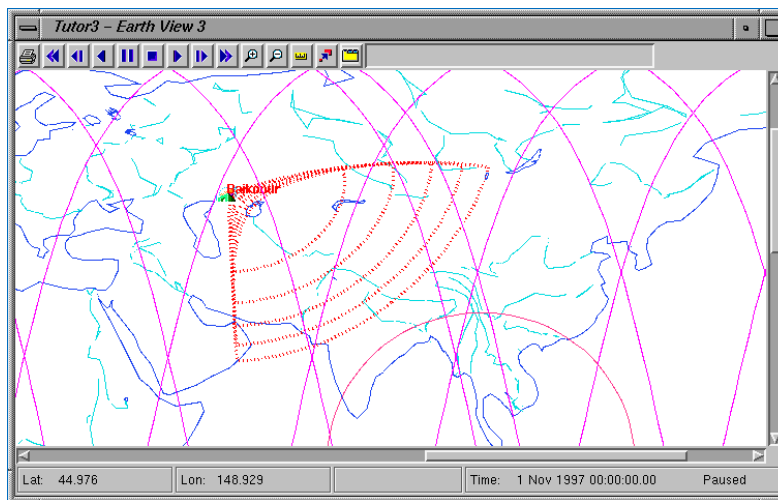 Tutor3 – Earth View 3
Baikonur
Lat: 44.976
Lon: 148.929
Time: 1 Nov 1997 00:00:00.00
Paused